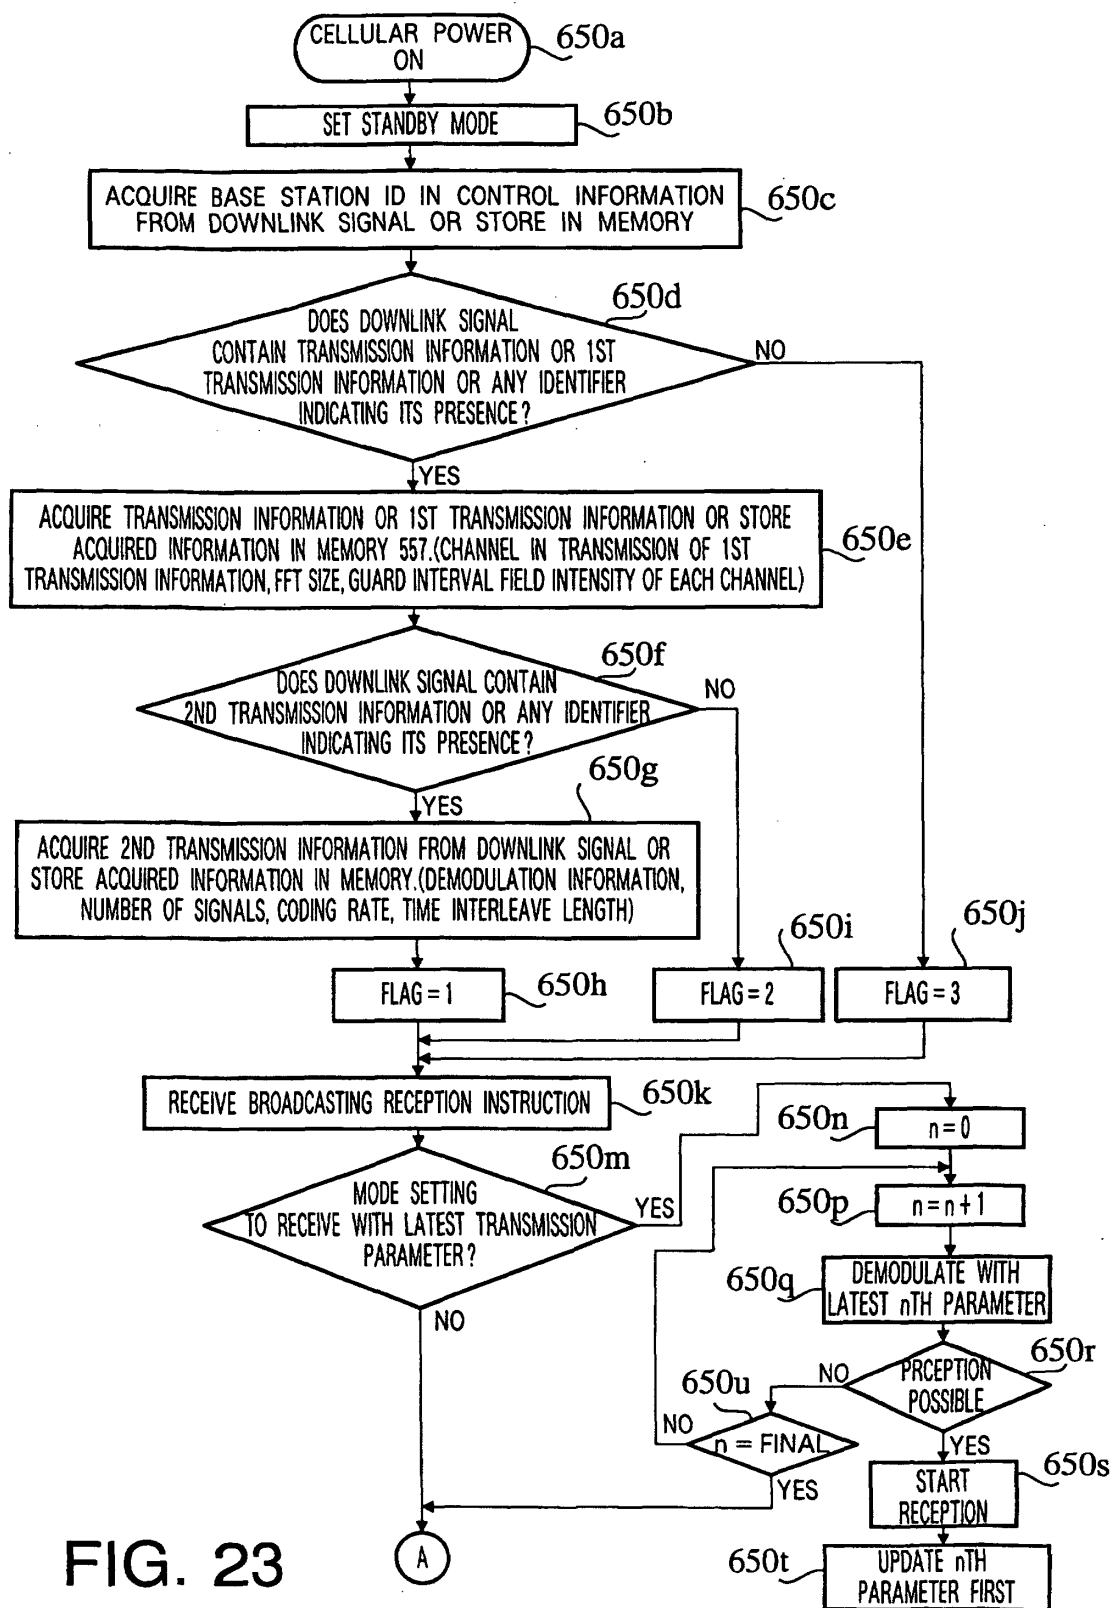 CELLULAR POWER
ON
650a
SET STANDBY MODE
650b
ACQUIRE BASE STATION ID IN CONTROL INFORMATION
FROM DOWNLINK SIGNAL OR STORE IN MEMORY
650c
650d
DOES DOWNLINK SIGNAL
CONTAIN TRANSMISSION INFORMATION OR 1ST
TRANSMISSION INFORMATION OR ANY IDENTIFIER
INDICATING ITS PRESENCE?
NO
YES
ACQUIRE TRANSMISSION INFORMATION OR 1ST TRANSMISSION INFORMATION OR STORE
ACQUIRED INFORMATION IN MEMORY 557.(CHANNEL IN TRANSMISSION OF 1ST
TRANSMISSION INFORMATION, FFT SIZE, GUARD INTERVAL FIELD INTENSITY OF EACH CHANNEL)
650e
650f
DOES DOWNLINK SIGNAL CONTAIN
2ND TRANSMISSION INFORMATION OR ANY IDENTIFIER
INDICATING ITS PRESENCE?
NO
YES
650g
ACQUIRE 2ND TRANSMISSION INFORMATION FROM DOWNLINK SIGNAL OR
STORE ACQUIRED INFORMATION IN MEMORY.(DEMODULATION INFORMATION,
NUMBER OF SIGNALS, CODING RATE, TIME INTERLEAVE LENGTH)
FLAG = 1
650h
FLAG = 2
650i
FLAG = 3
650j
RECEIVE BROADCASTING RECEPTION INSTRUCTION
650k
650m
MODE SETTING
TO RECEIVE WITH LATEST TRANSMISSION
PARAMETER?
YES
NO
650n
n=0
650p
n=n+1
650q
DEMODULATE WITH
LATEST nTH PARAMETER
650r
PRCEPTION
POSSIBLE
NO
YES
650u
n = FINAL
NO
YES
650s
START
RECEPTION
650t
UPDATE nTH
PARAMETER FIRST
A
FIG. 23